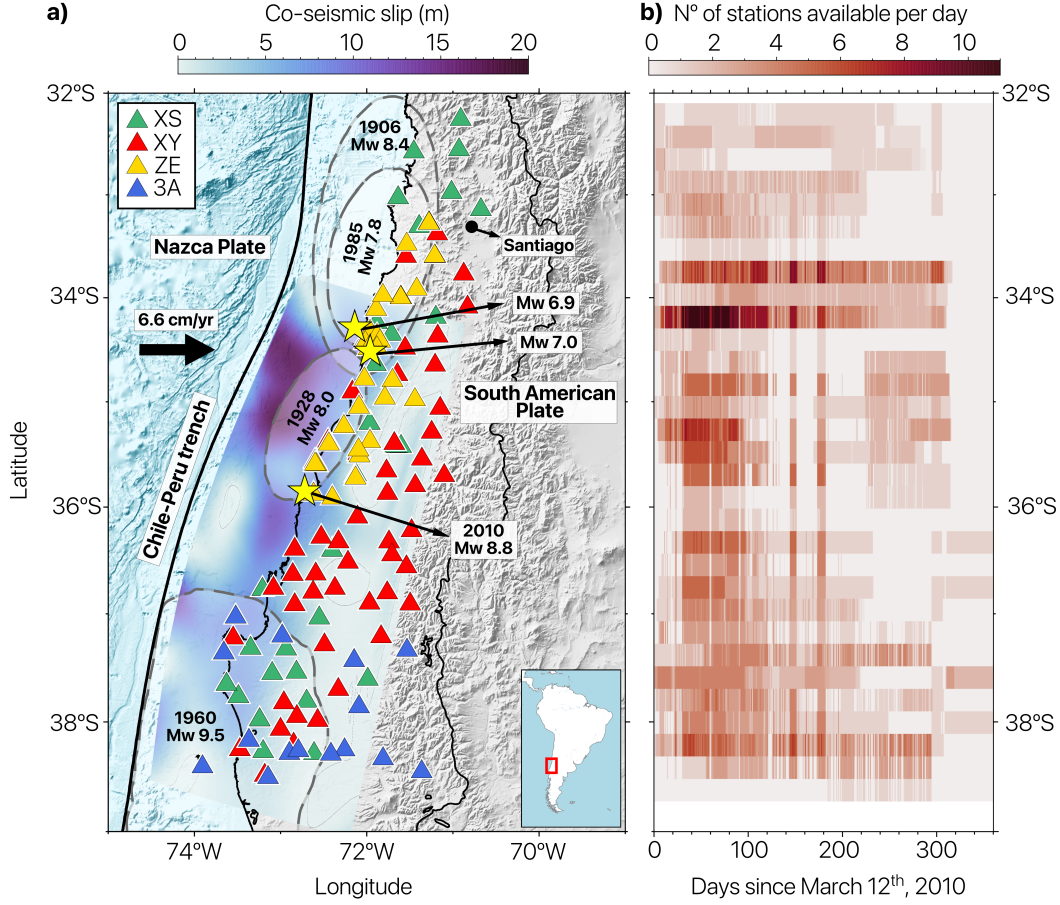 a)
Co-seismic slip (m)
0 5 10 15 20
32°S
34°S
36°S
38°S
Latitude
XS
XY
ZE
3A
1906
Mw 8.4
1985
Mw 7.8
Nazca Plate
Santiago
6.6 cm/yr
Mw 6.9
Mw 7.0
South American
Plate
1928
Mw 8.0
Chile-Peru trench
2010
Mw 8.8
1960
Mw 9.5
74°W 72°W 70°W
Longitude
b)
N° of stations available per day
0 2 4 6 8 10
32°S
34°S
36°S
38°S
0 100 200 300
Days since March 12th, 2010